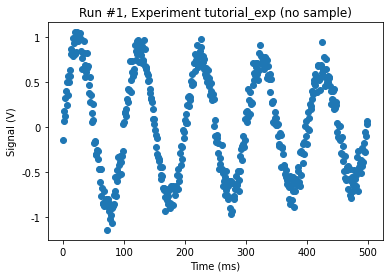 Run #1, Experiment tutorial_exp (no sample)
1
0.5
0
-0.5
-1
Signal (V)
0 100 200 300 400 500
Time (ms)